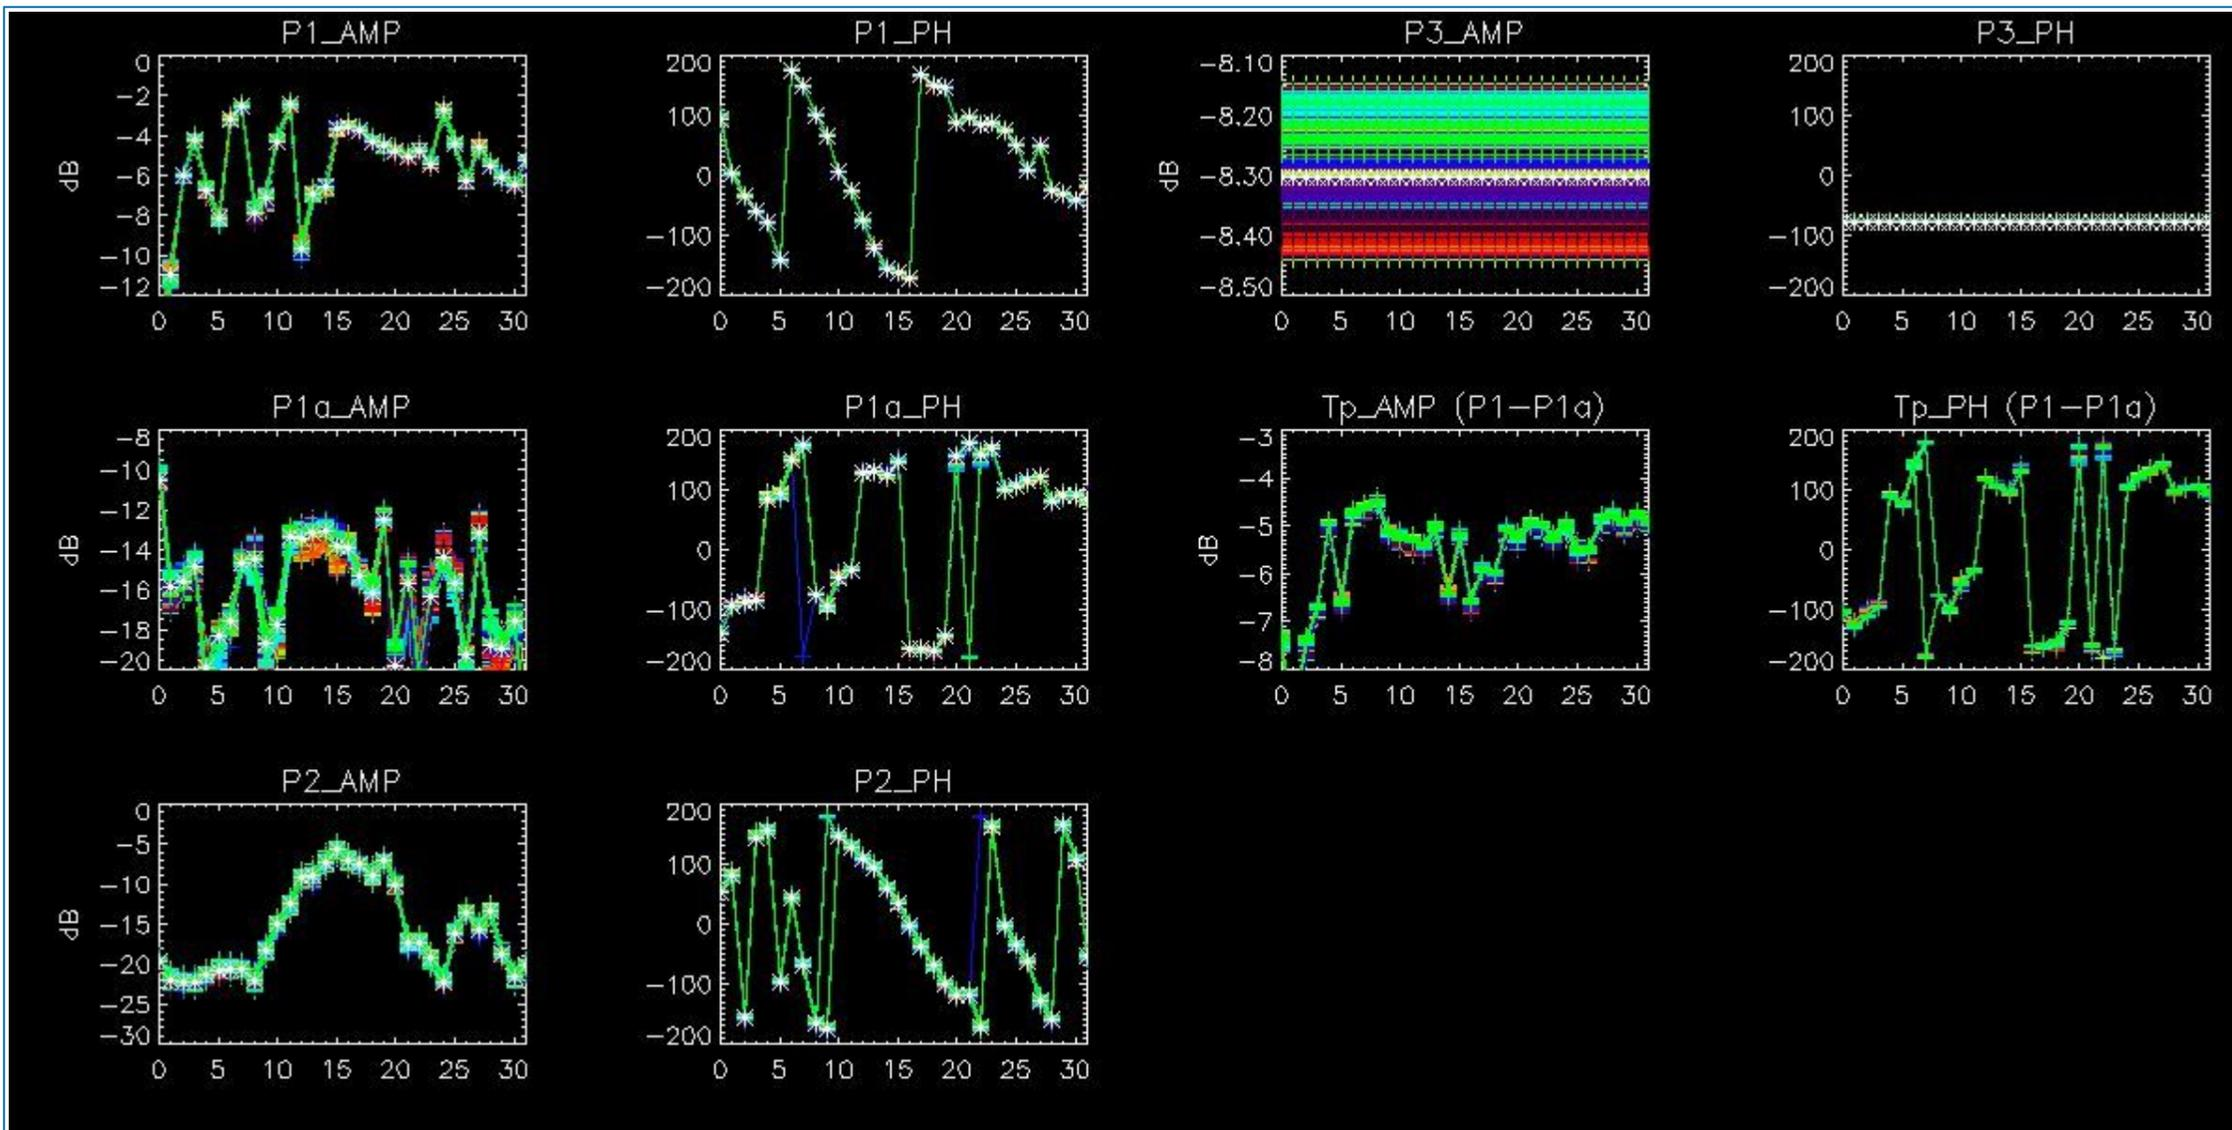 P1_AMP
P1_PH
P3_AMP
P3_PH
dB
0
-2
-4
-6
-8
-10
-12
0 5 10 15 20 25 30
200
100
0
-100
-200
0 5 10 15 20 25 30
dB
-8.10
-8.20
-8.30
-8.40
-8.50
0 5 10 15 20 25 30
200
100
0
-100
-200
0 5 10 15 20 25 30
P1a_AMP
P1a_PH
Tp_AMP (P1-P1a)
Tp_PH (P1-P1a)
dB
-8
-10
-12
-14
-16
-18
-20
0 5 10 15 20 25 30
200
100
0
-100
-200
0 5 10 15 20 25 30
dB
-3
-4
-5
-6
-7
-8
0 5 10 15 20 25 30
200
100
0
-100
-200
0 5 10 15 20 25 30
P2_AMP
P2_PH
dB
0
-5
-10
-15
-20
-25
-30
0 5 10 15 20 25 30
200
100
0
-100
-200
0 5 10 15 20 25 30